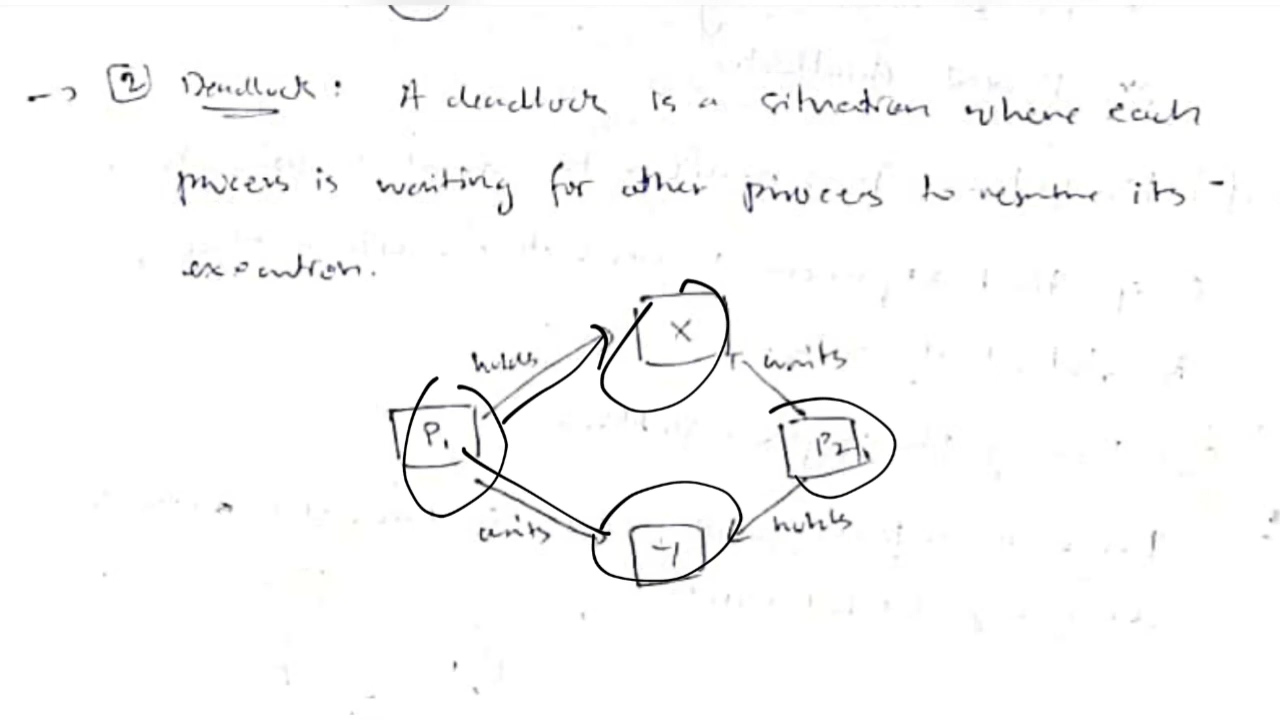 -> 2 Deadlock: A deadlock is a situation where each
process is waiting for other process to resume its -
execution.
X
holds
waits
P1
P2
waits
holds
Y